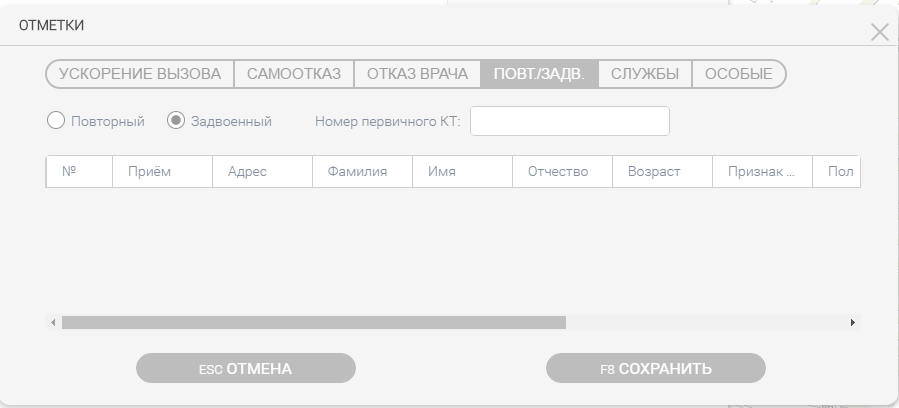 ОТМЕТКИ
УСКОРЕНИЕ ВЫЗОВА САМООТКАЗ ОТКАЗ ВРАЧА ПОВТ./ЗАДВ. СЛУЖБЫ ОСОБЫЕ
Повторный Задвоенный Номер первичного КТ:
№ Приём Адрес Фамилия Имя Отчество Возраст Признак ... Пол
ESC ОТМЕНА F8 СОХРАНИТЬ